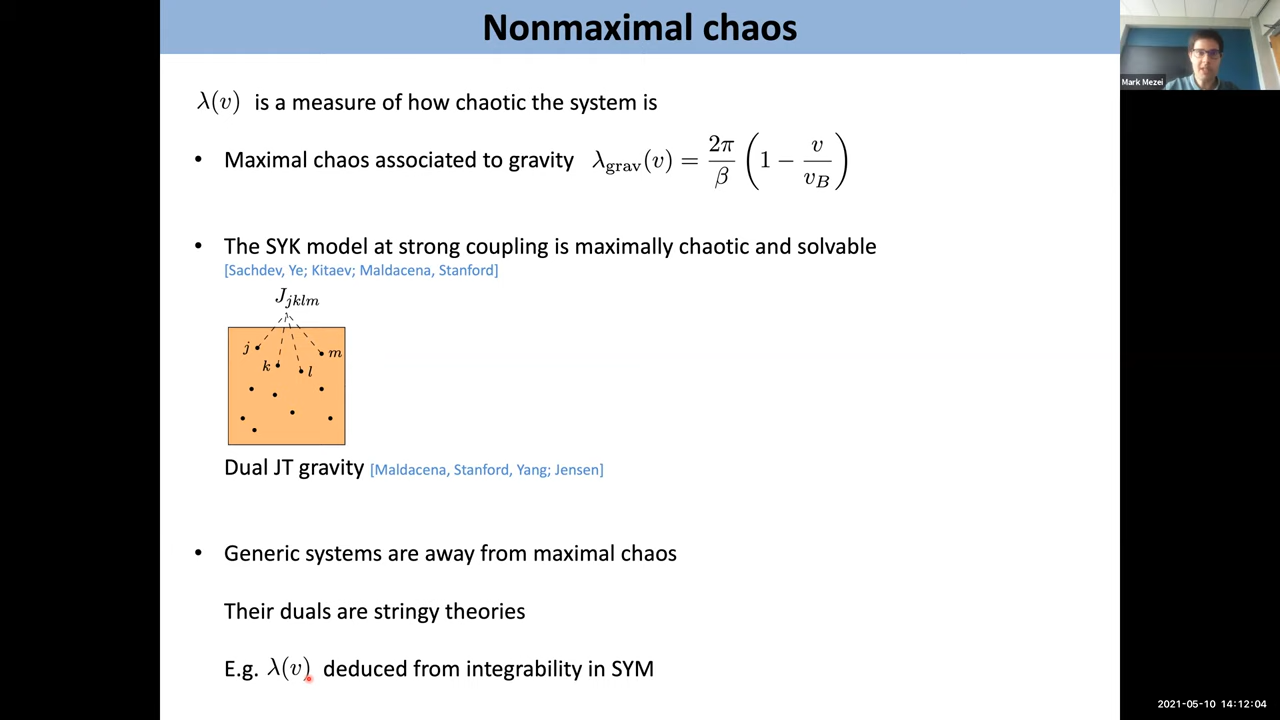 Nonmaximal chaos
Mark Mezei
λ(v) is a measure of how chaotic the system is
• Maximal chaos associated to gravity λ_grav(v) = 2π/β (1 − v/v_B)
• The SYK model at strong coupling is maximally chaotic and solvable
[Sachdev, Ye; Kitaev; Maldacena, Stanford]
J_jklm
j
m
k
l
Dual JT gravity [Maldacena, Stanford, Yang; Jensen]
• Generic systems are away from maximal chaos
Their duals are stringy theories
E.g. λ(v) deduced from integrability in SYM
2021-05-10 14:12:04